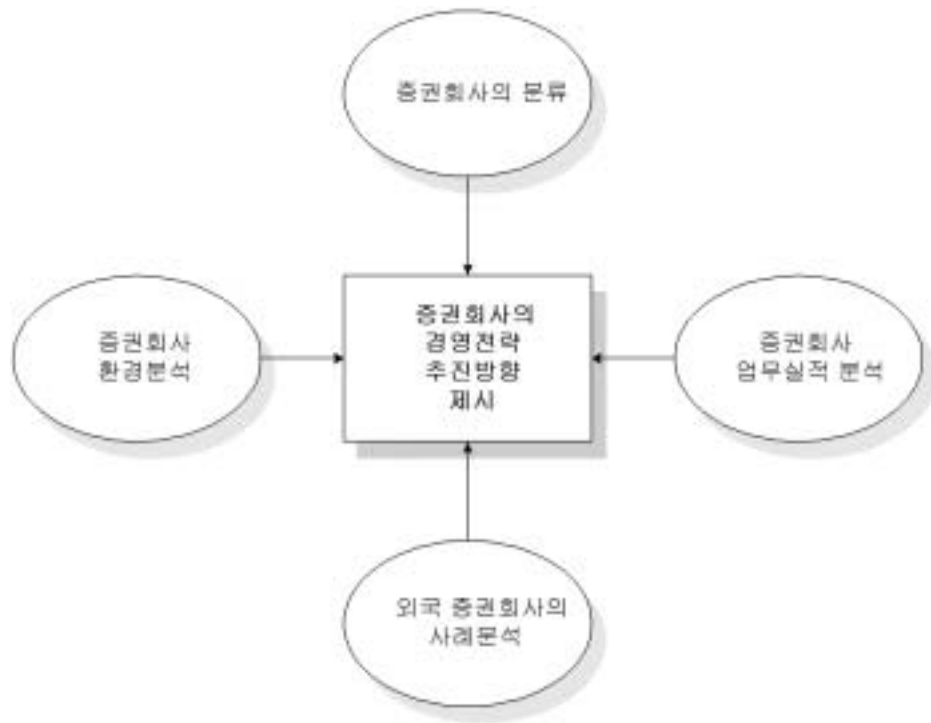 증권회사의 분류
증권회사
환경분석
증권회사의
경영전략
추진방향
제시
증권회사
업무실적 분석
외국 증권회사의
사례분석